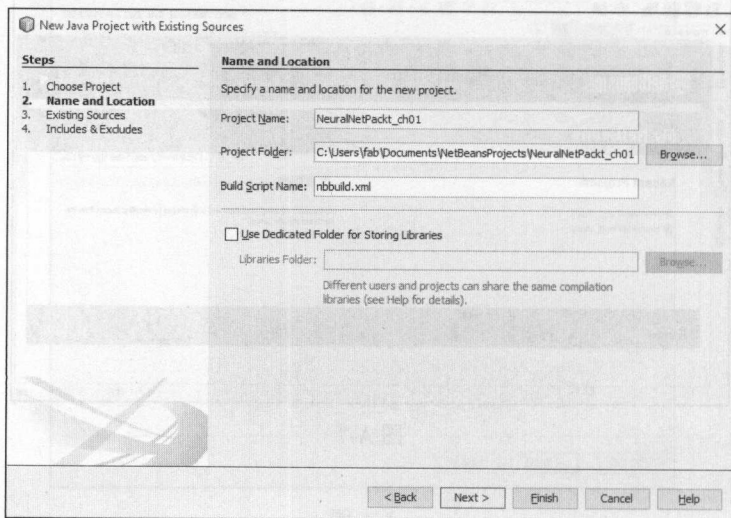 New Java Project with Existing Sources
Steps
1. Choose Project
2. Name and Location
3. Existing Sources
4. Includes & Excludes
Name and Location
Specify a name and location for the new project.
Project Name: NeuralNetPackt_ch01
Project Folder: C:\Users\fab\Documents\NetBeansProjects\NeuralNetPackt_ch01 Browse...
Build Script Name: nbbuild.xml
Use Dedicated Folder for Storing Libraries
Libraries Folder: Browse...
Different users and projects can share the same compilation
libraries (see Help for details).
< Back Next > Finish Cancel Help